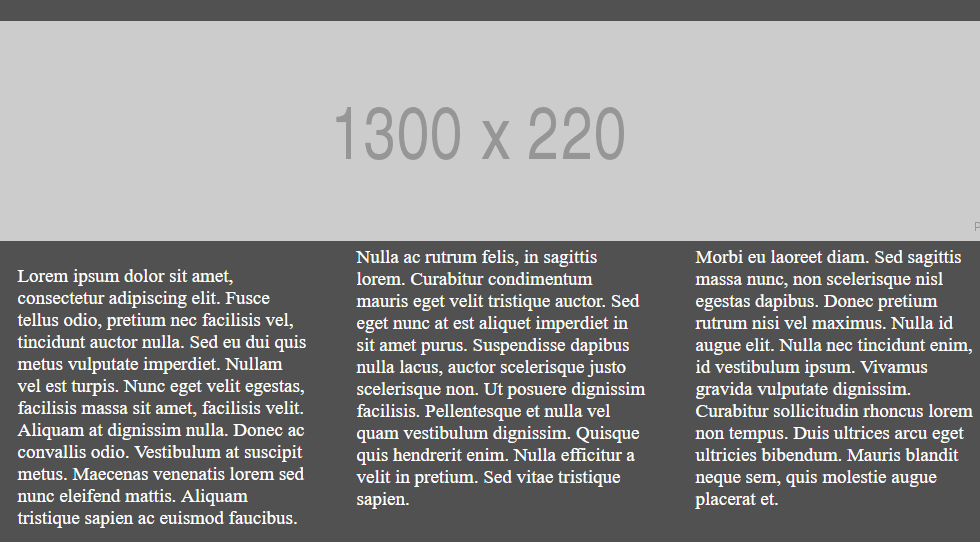 1300 x 220
P
Lorem ipsum dolor sit amet,
consectetur adipiscing elit. Fusce
tellus odio, pretium nec facilisis vel,
tincidunt auctor nulla. Sed eu dui quis
metus vulputate imperdiet. Nullam
vel est turpis. Nunc eget velit egestas,
facilisis massa sit amet, facilisis velit.
Aliquam at dignissim nulla. Donec ac
convallis odio. Vestibulum at suscipit
metus. Maecenas venenatis lorem sed
nunc eleifend mattis. Aliquam
tristique sapien ac euismod faucibus.
Nulla ac rutrum felis, in sagittis
lorem. Curabitur condimentum
mauris eget velit tristique auctor. Sed
eget nunc at est aliquet imperdiet in
sit amet purus. Suspendisse dapibus
nulla lacus, auctor scelerisque justo
scelerisque non. Ut posuere dignissim
facilisis. Pellentesque et nulla vel
quam vestibulum dignissim. Quisque
quis hendrerit enim. Nulla efficitur a
velit in pretium. Sed vitae tristique
sapien.
Morbi eu laoreet diam. Sed sagittis
massa nunc, non scelerisque nisl
egestas dapibus. Donec pretium
rutrum nisi vel maximus. Nulla id
augue elit. Nulla nec tincidunt enim,
id vestibulum ipsum. Vivamus
gravida vulputate dignissim.
Curabitur sollicitudin rhoncus lorem
non tempus. Duis ultrices arcu eget
ultricies bibendum. Mauris blandit
neque sem, quis molestie augue
placerat et.